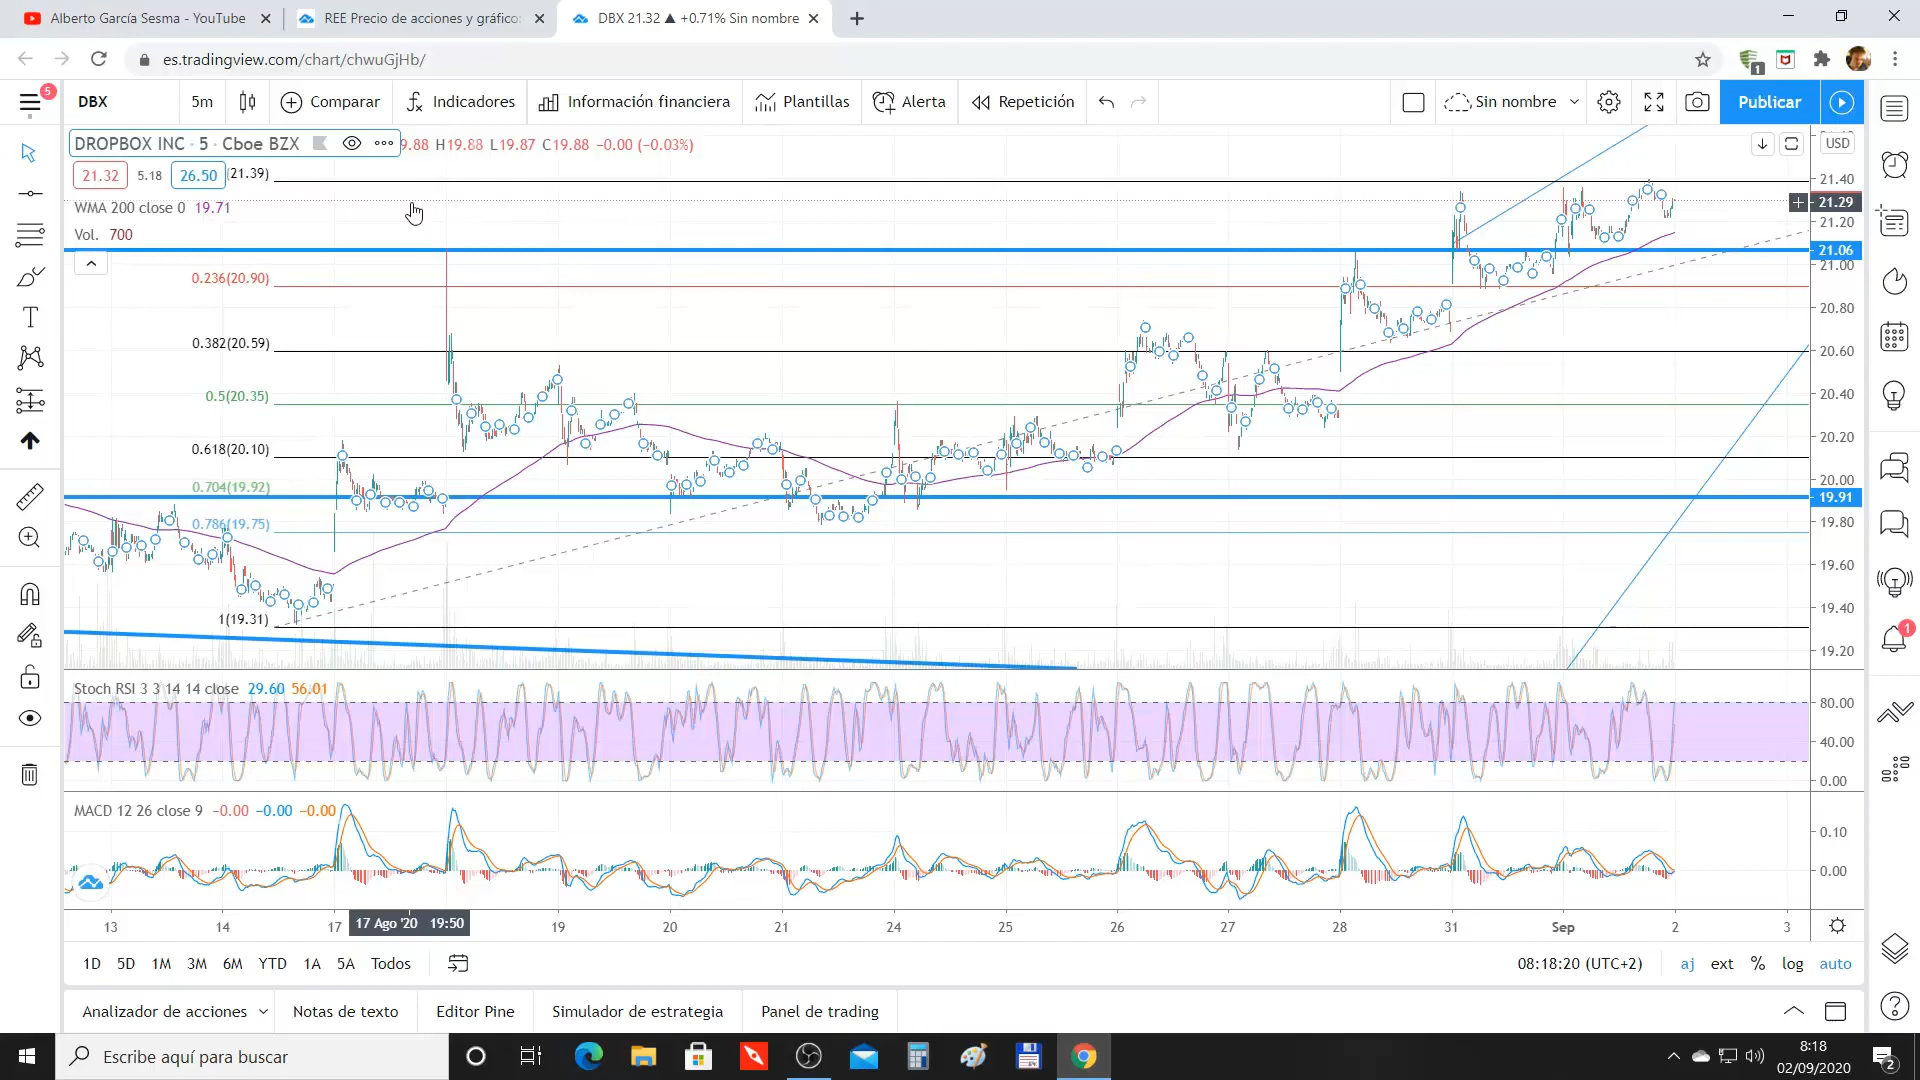 Alberto García Sesma - YouTube
REE Precio de acciones y gráfico:
DBX 21.32 ▲ +0.71% Sin nombre
es.tradingview.com/chart/chwuGjHb/
1
5
DBX
5m
Comparar
Indicadores
Información financiera
Plantillas
Alerta
Repetición
Sin nombre
Publicar
DROPBOX INC · 5 · Cboe BZX
9.88 H19.88 L19.87 C19.88 −0.00 (−0.03%)
USD
21.32
5.18
26.50
(21.39)
WMA 200 close 0 19.71
Vol. 700
0.236(20.90)
0.382(20.59)
0.5(20.35)
0.618(20.10)
0.704(19.92)
0.786(19.75)
1(19.31)
21.40
21.29
21.20
21.06
21.00
20.80
20.60
20.40
20.20
20.00
19.91
19.80
19.60
19.40
19.20
1
Stoch RSI 3 3 14 14 close 29.60 56.01
80.00
40.00
0.00
MACD 12 26 close 9 −0.00 −0.00 −0.00
0.10
0.00
13
14
17
17 Ago '20 19:50
19
20
21
24
25
26
27
28
31
Sep
2
3
1D
5D
1M
3M
6M
YTD
1A
5A
Todos
08:18:20 (UTC+2)
aj
ext
%
log
auto
Analizador de acciones
Notas de texto
Editor Pine
Simulador de estrategia
Panel de trading
Escribe aquí para buscar
8:18
02/09/2020
2